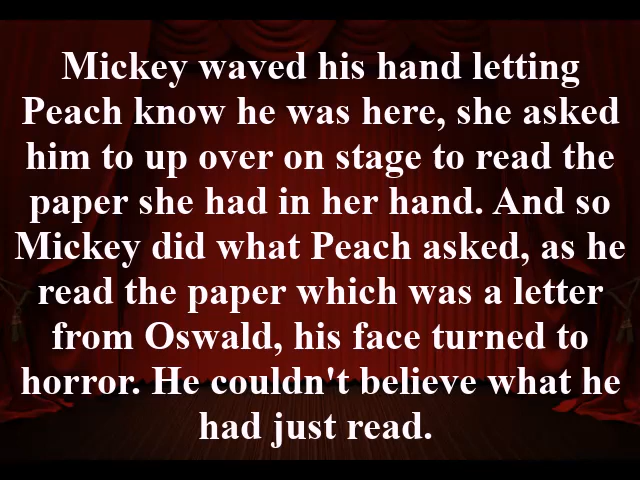 Mickey waved his hand letting
Peach know he was here, she asked
him to up over on stage to read the
paper she had in her hand. And so
Mickey did what Peach asked, as he
read the paper which was a letter
from Oswald, his face turned to
horror. He couldn't believe what he
had just read.